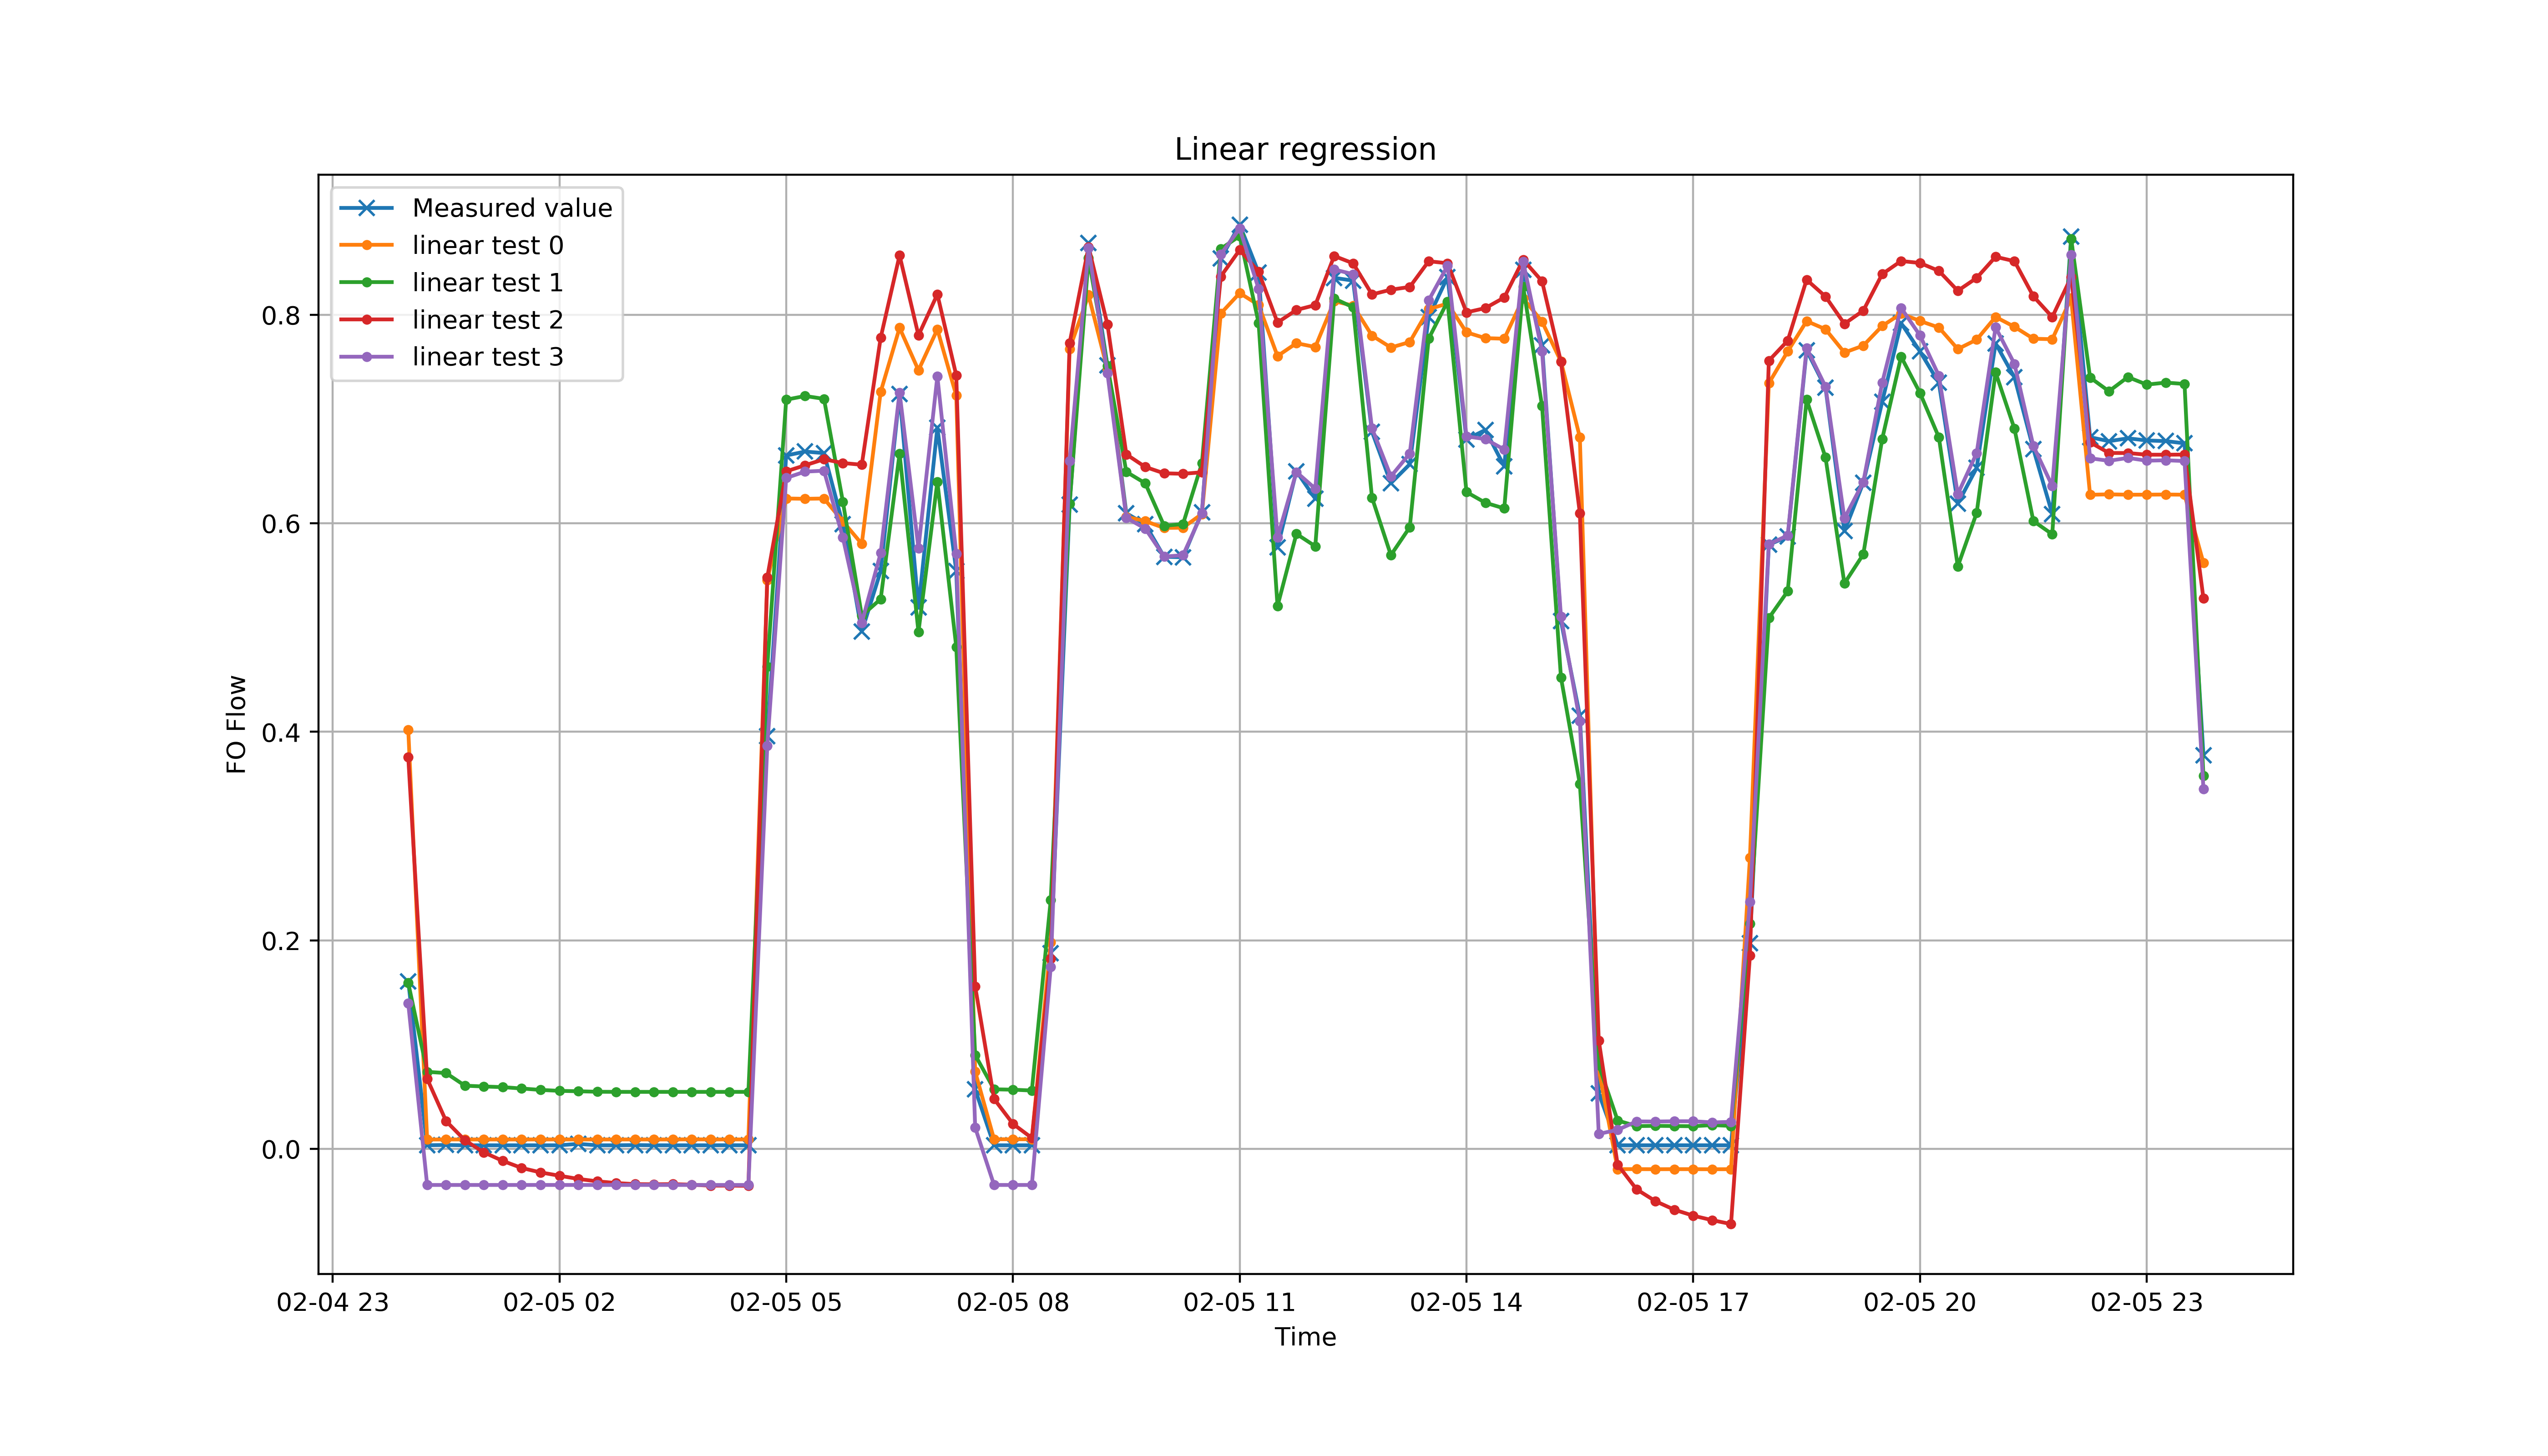 Linear regression
Measured value
linear test 0
linear test 1
linear test 2
linear test 3
FO Flow
0.8
0.6
0.4
0.2
0.0
02-04 23 02-05 02 02-05 05 02-05 08 02-05 11 02-05 14 02-05 17 02-05 20 02-05 23
Time